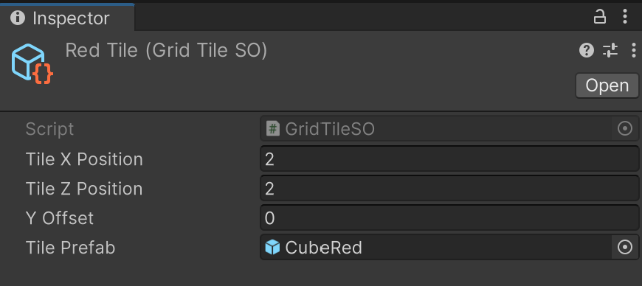 Inspector
Red Tile (Grid Tile SO)
Open
Script GridTileSO
Tile X Position 2
Tile Z Position 2
Y Offset 0
Tile Prefab CubeRed